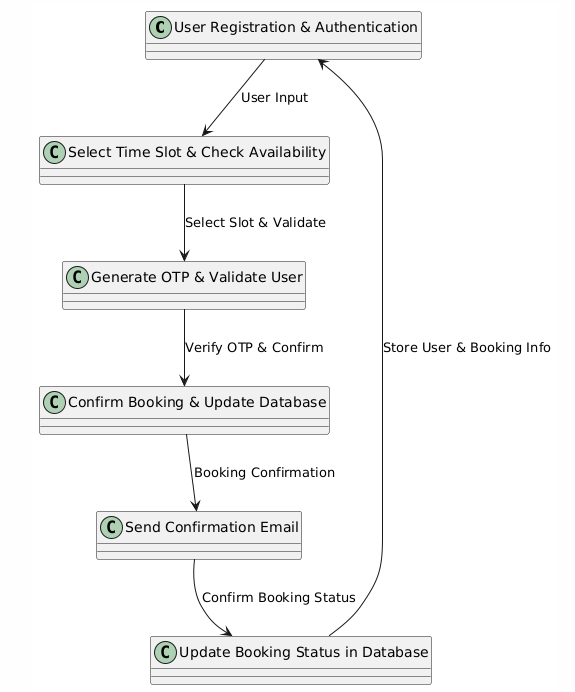 C User Registration & Authentication
User Input
C Select Time Slot & Check Availability
Select Slot & Validate
C Generate OTP & Validate User
Verify OTP & Confirm
Store User & Booking Info
C Confirm Booking & Update Database
Booking Confirmation
C Send Confirmation Email
Confirm Booking Status
C Update Booking Status in Database